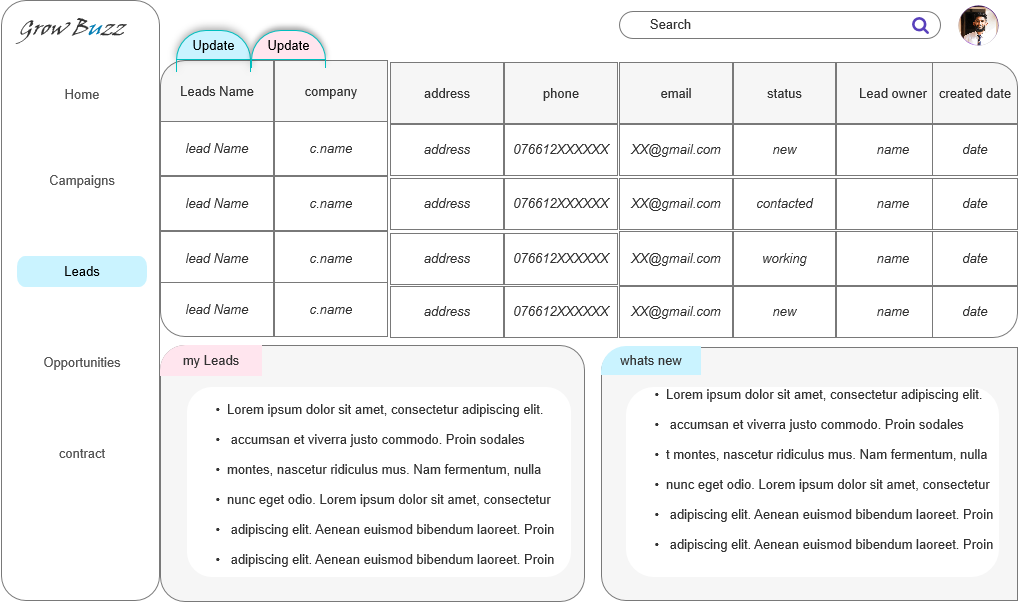 Grow Buzz
Search
Update Update
Home
Campaigns
Leads
Opportunities
contract
Leads Name company address phone email status Lead owner created date
lead Name c.name address 076612XXXXXX XX@gmail.com new name date
lead Name c.name address 076612XXXXXX XX@gmail.com contacted name date
lead Name c.name address 076612XXXXXX XX@gmail.com working name date
lead Name c.name address 076612XXXXXX XX@gmail.com new name date
my Leads
• Lorem ipsum dolor sit amet, consectetur adipiscing elit.
• accumsan et viverra justo commodo. Proin sodales
• montes, nascetur ridiculus mus. Nam fermentum, nulla
• nunc eget odio. Lorem ipsum dolor sit amet, consectetur
• adipiscing elit. Aenean euismod bibendum laoreet. Proin
• adipiscing elit. Aenean euismod bibendum laoreet. Proin
whats new
• Lorem ipsum dolor sit amet, consectetur adipiscing elit.
• accumsan et viverra justo commodo. Proin sodales
• t montes, nascetur ridiculus mus. Nam fermentum, nulla
• nunc eget odio. Lorem ipsum dolor sit amet, consectetur
• adipiscing elit. Aenean euismod bibendum laoreet. Proin
• adipiscing elit. Aenean euismod bibendum laoreet. Proin